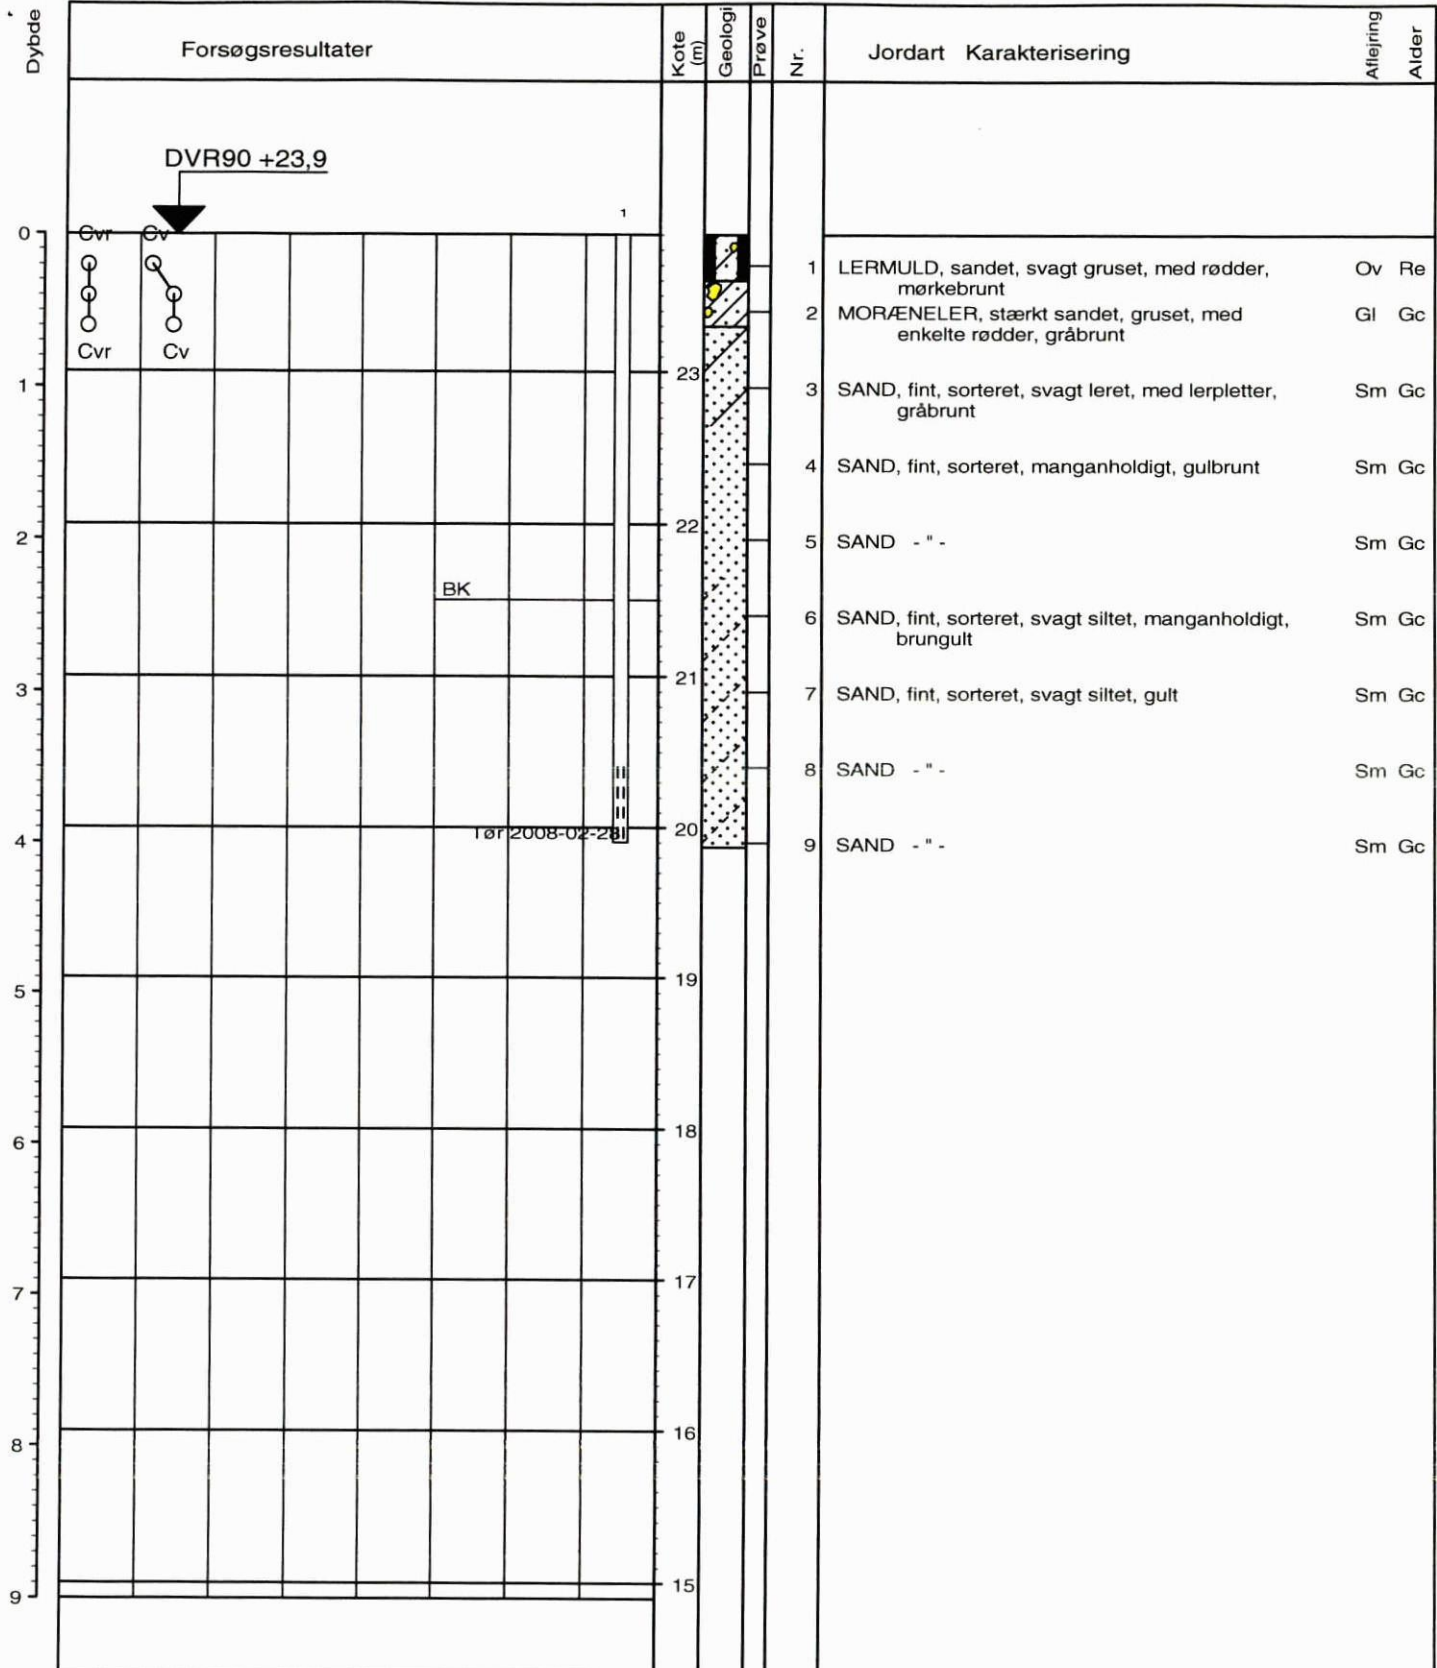 Dybde
Forsøgsresultater
Kote (m)
Geologi
Prøve
Nr.
Jordart Karakterisering
Aflejring
Alder
DVR90 +23,9
1
0
Cvr Cv
1 LERMULD, sandet, svagt gruset, med rødder, Ov Re
mørkebrunt
2 MORÆNELER, stærkt sandet, gruset, med Gl Gc
enkelte rødder, gråbrunt
Cvr Cv
23
1
3 SAND, fint, sorteret, svagt leret, med lerpletter, Sm Gc
gråbrunt
4 SAND, fint, sorteret, manganholdigt, gulbrunt Sm Gc
22
2
5 SAND - " - Sm Gc
BK
6 SAND, fint, sorteret, svagt siltet, manganholdigt, Sm Gc
brungult
21
3
7 SAND, fint, sorteret, svagt siltet, gult Sm Gc
8 SAND - " - Sm Gc
Tør 2008-02-28
20
4
9 SAND - " - Sm Gc
19
5
18
6
17
7
16
8
15
9